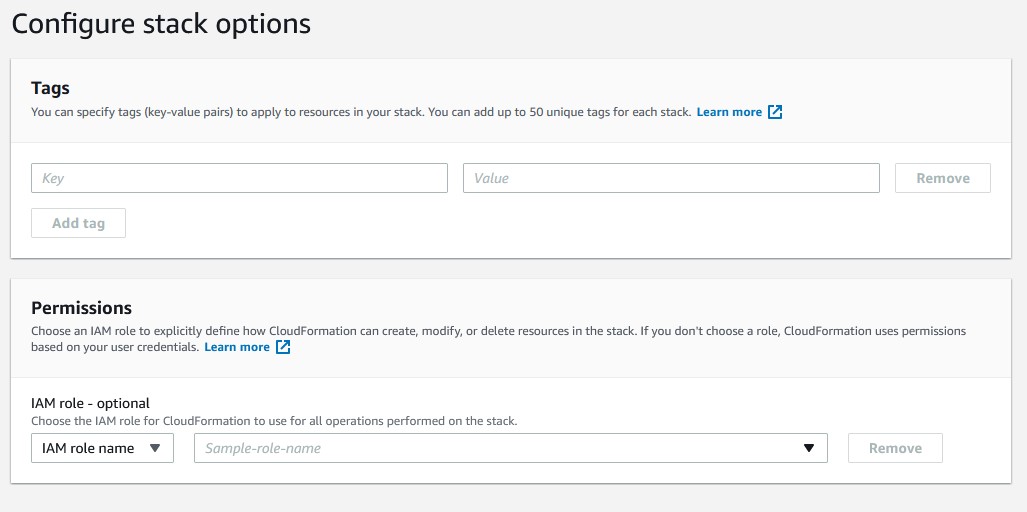 Configure stack options
Tags
You can specify tags (key-value pairs) to apply to resources in your stack. You can add up to 50 unique tags for each stack. Learn more
Key Value Remove
Add tag
Permissions
Choose an IAM role to explicitly define how CloudFormation can create, modify, or delete resources in the stack. If you don't choose a role, CloudFormation uses permissions
based on your user credentials. Learn more
IAM role - optional
Choose the IAM role for CloudFormation to use for all operations performed on the stack.
IAM role name Sample-role-name Remove